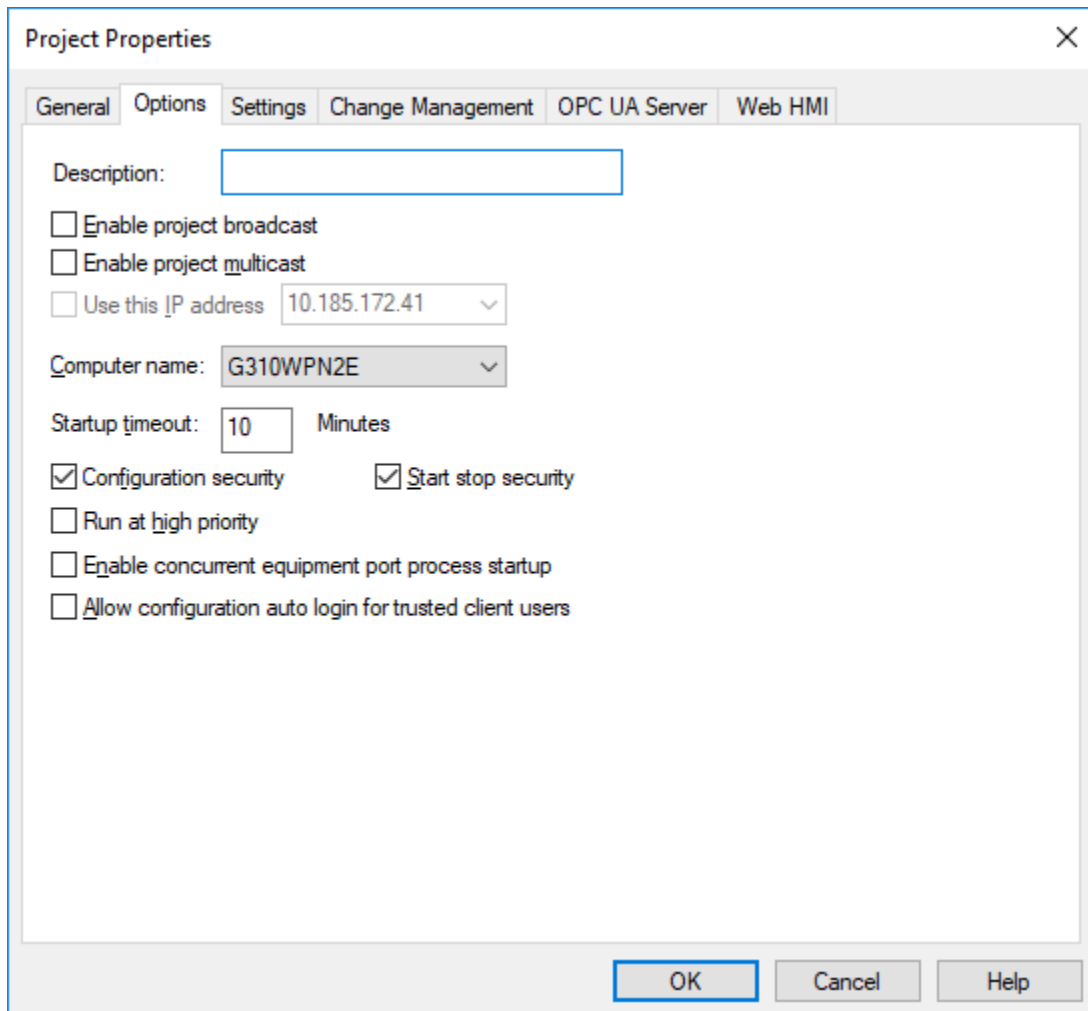 Project Properties
General Options Settings Change Management OPC UA Server Web HMI
Description:
Enable project broadcast
Enable project multicast
Use this IP address 10.185.172.41
Computer name: G310WPN2E
Startup timeout: 10 Minutes
Configuration security Start stop security
Run at high priority
Enable concurrent equipment port process startup
Allow configuration auto login for trusted client users
OK Cancel Help